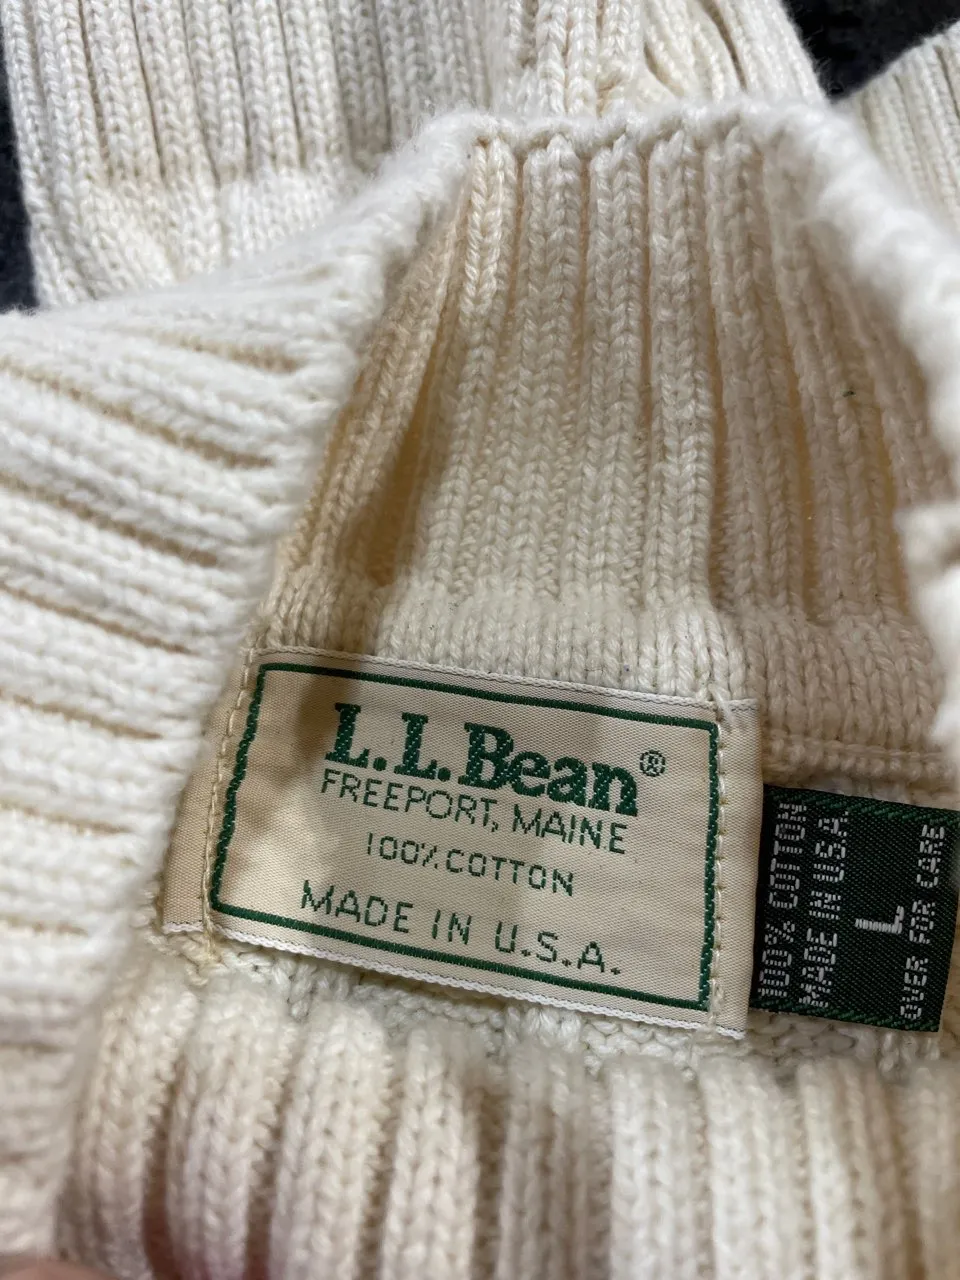 L.L.Bean®
FREEPORT, MAINE
100% COTTON
MADE IN U.S.A.
100% COTTON
MADE IN U.S.A.
L
OVER FOR CARE